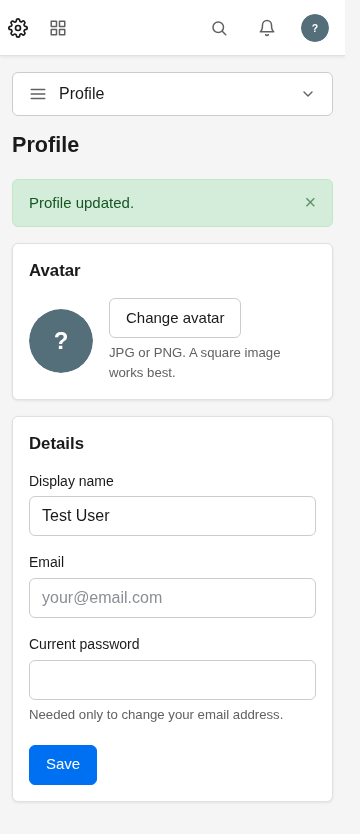 ?
Profile
Profile
Profile updated.
Avatar
?
Change avatar
JPG or PNG. A square image
works best.
Details
Display name
Test User
Email
your@email.com
Current password
Needed only to change your email address.
Save